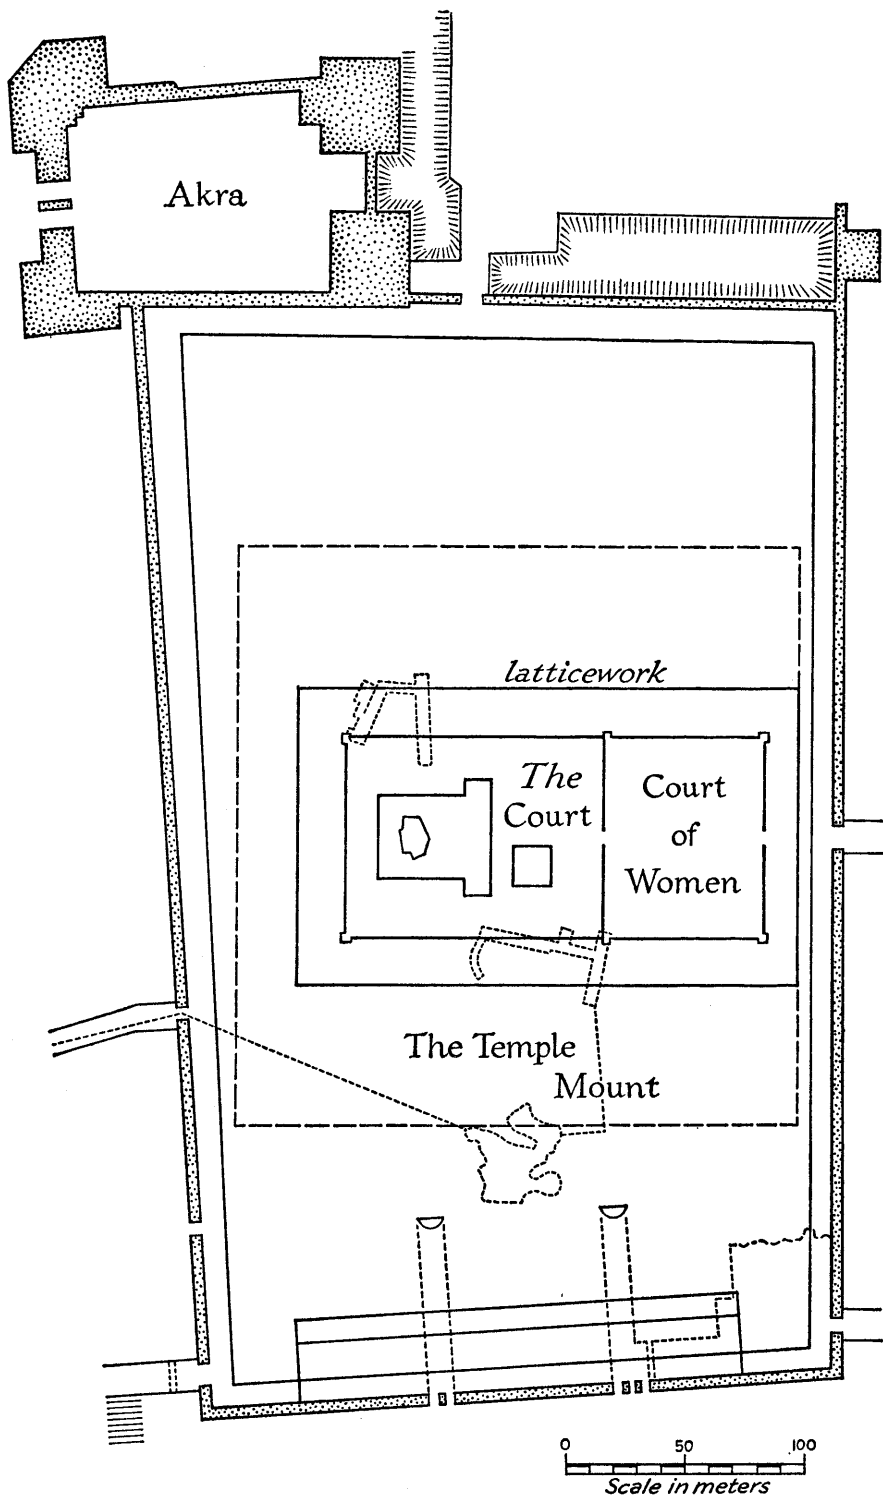 Akra
latticework
The
Court
Court
of
Women
The Temple
Mount
0 50 100
Scale in meters